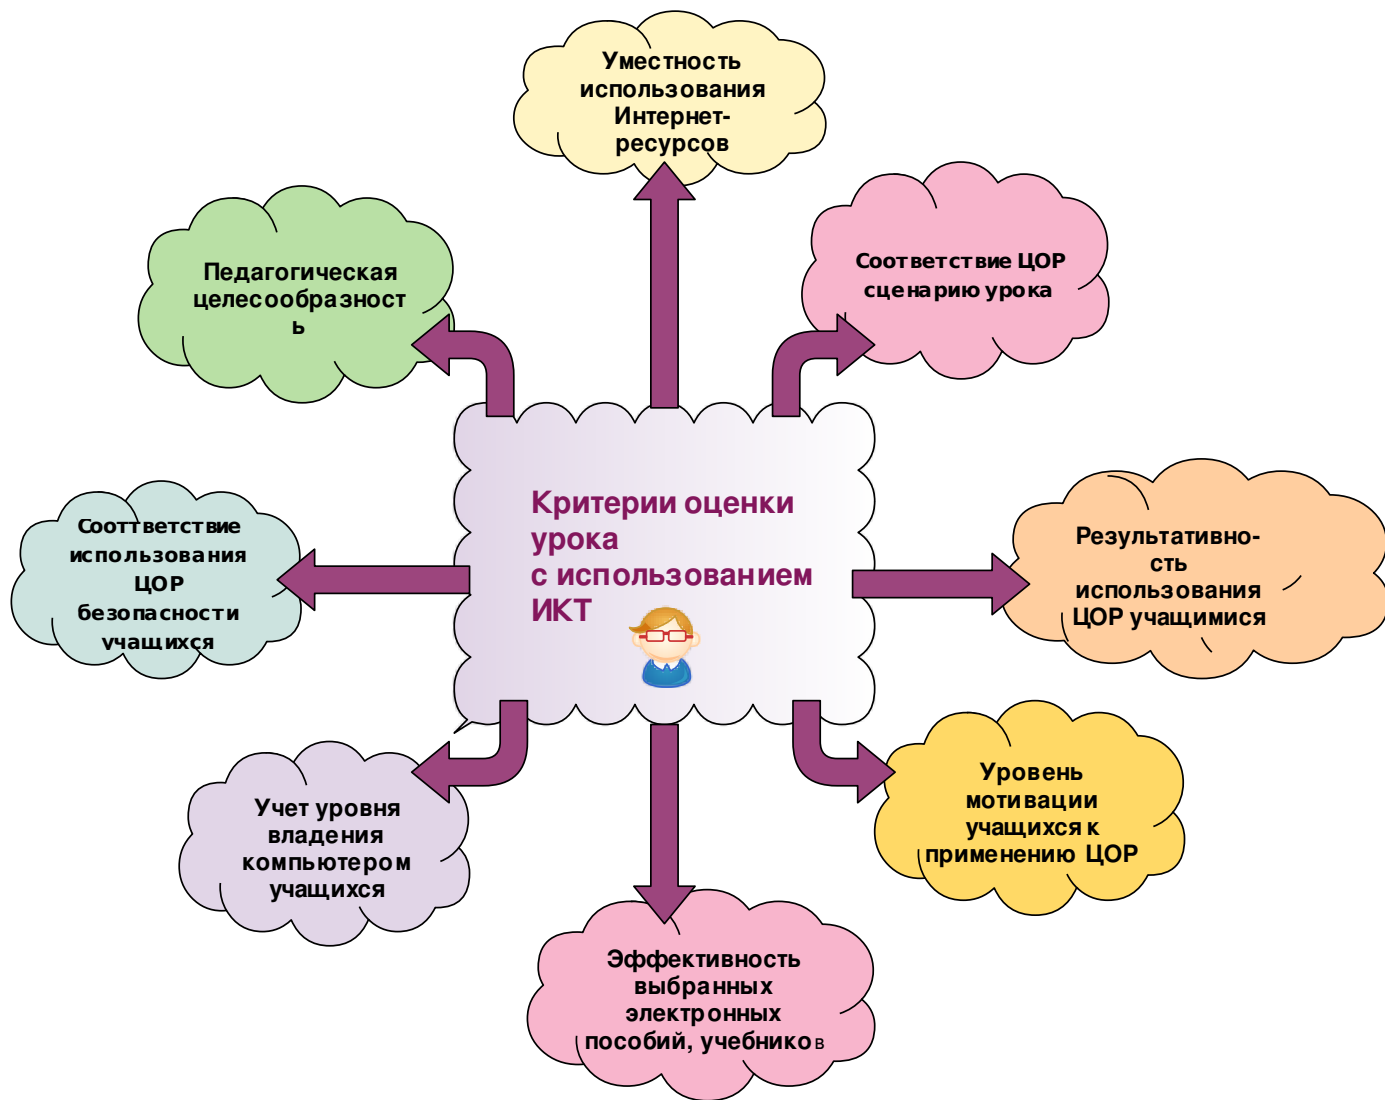 Уместность
использования
Интернет-
ресурсов
Педагогическая
целесообразност
ь
Соответствие ЦОР
сценарию урока
Критерии оценки
урока
с использованием
ИКТ
Сооттветствие
использования
ЦОР
безопасности
учащихся
Результативно-
сть
использования
ЦОР учащимися
Учет уровня
владения
компьютером
учащихся
Уровень
мотивации
учащихся к
применению ЦОР
Эффективность
выбранных
электронных
пособий, учебников